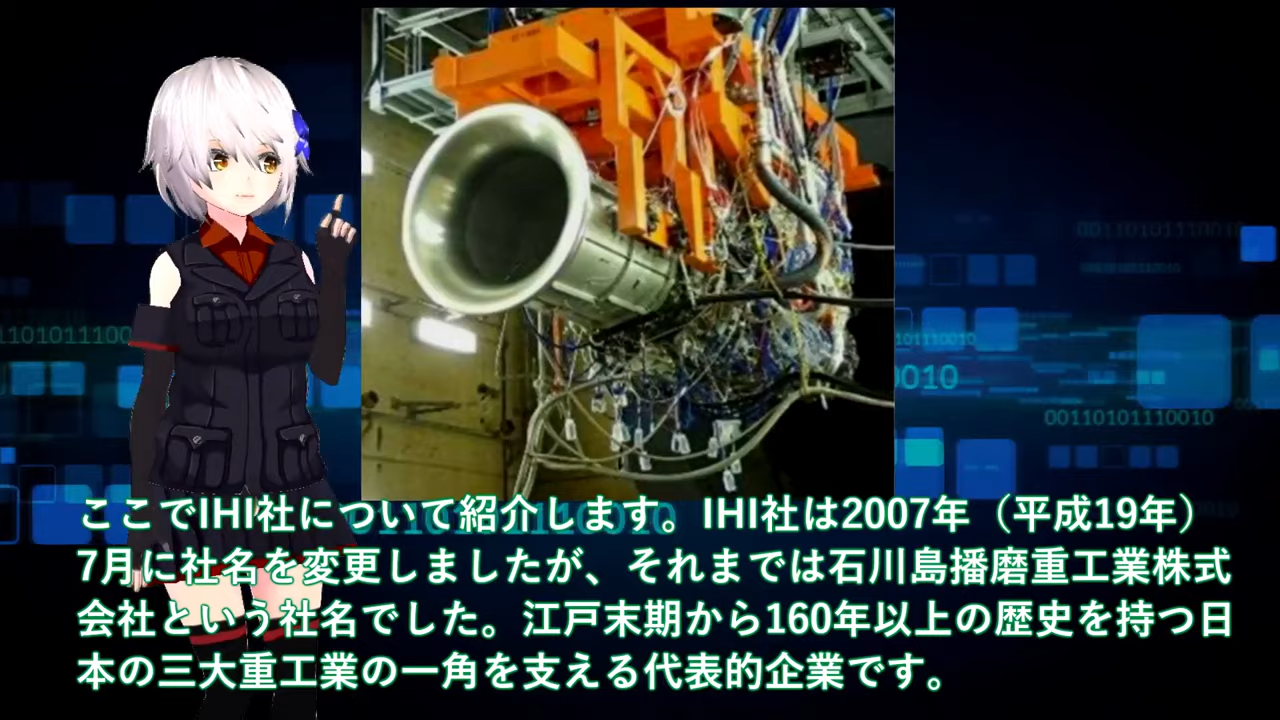 00110101110010
1101011100
101110010
0010
00110101110010
ここでIHI社について紹介します。IHI社は2007年（平成19年）
7月に社名を変更しましたが、それまでは石川島播磨重工業株式
会社という社名でした。江戸末期から160年以上の歴史を持つ日
本の三大重工業の一角を支える代表的企業です。